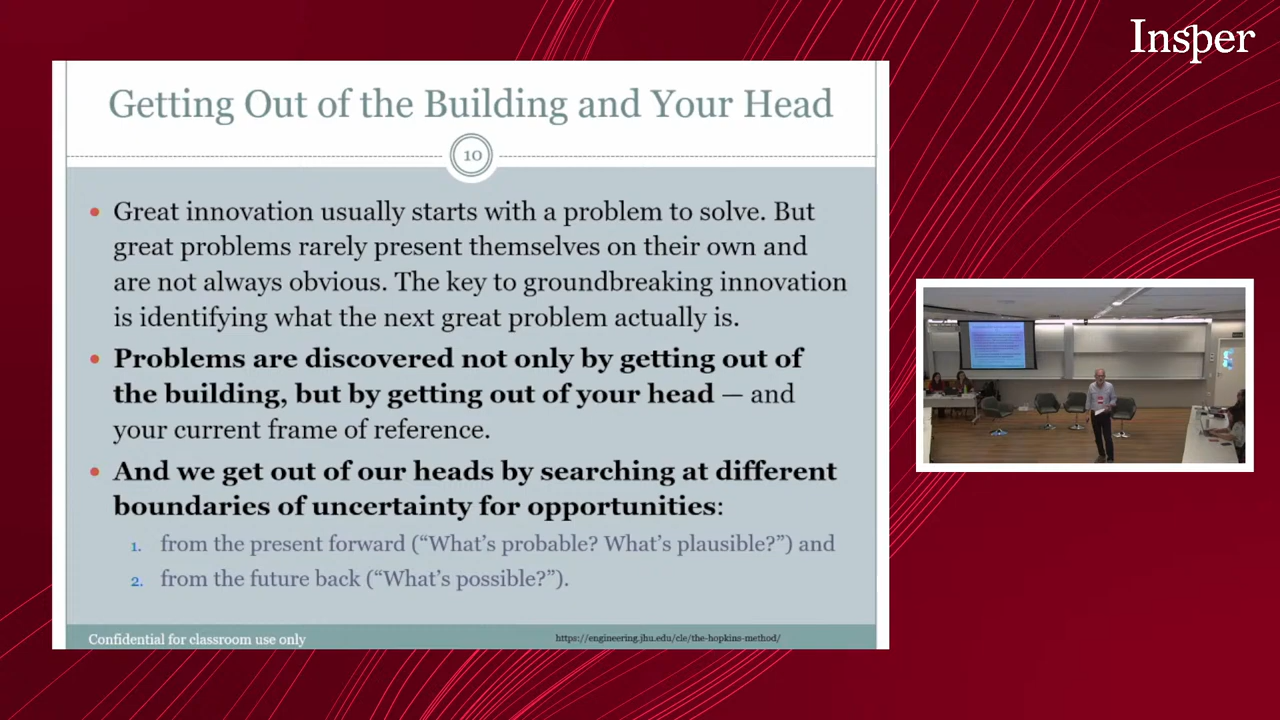 Insper
Getting Out of the Building and Your Head
10
• Great innovation usually starts with a problem to solve. But
great problems rarely present themselves on their own and
are not always obvious. The key to groundbreaking innovation
is identifying what the next great problem actually is.
• Problems are discovered not only by getting out of
the building, but by getting out of your head — and
your current frame of reference.
• And we get out of our heads by searching at different
boundaries of uncertainty for opportunities:
1. from the present forward (“What’s probable? What’s plausible?”) and
2. from the future back (“What’s possible?”).
Confidential for classroom use only
https://engineering.jhu.edu/cle/the-hopkins-method/